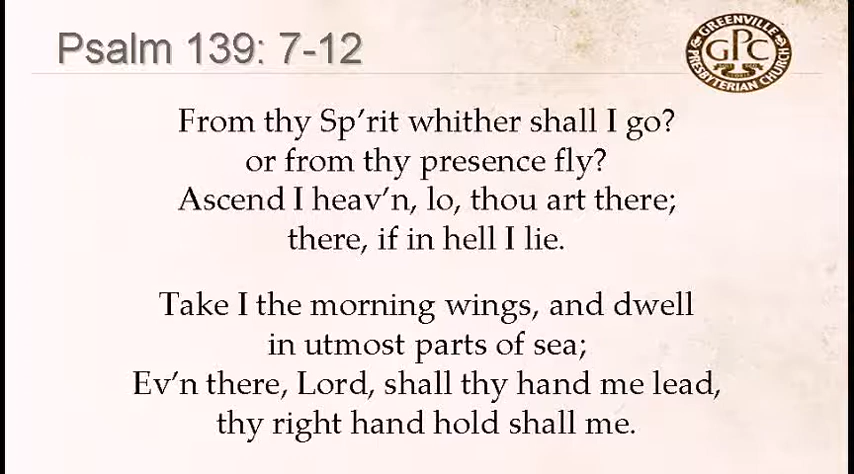 Psalm 139: 7-12
GREENVILLE
GPC
PRESBYTERIAN CHURCH
From thy Sp’rit whither shall I go?
or from thy presence fly?
Ascend I heav’n, lo, thou art there;
there, if in hell I lie.
Take I the morning wings, and dwell
in utmost parts of sea;
Ev’n there, Lord, shall thy hand me lead,
thy right hand hold shall me.